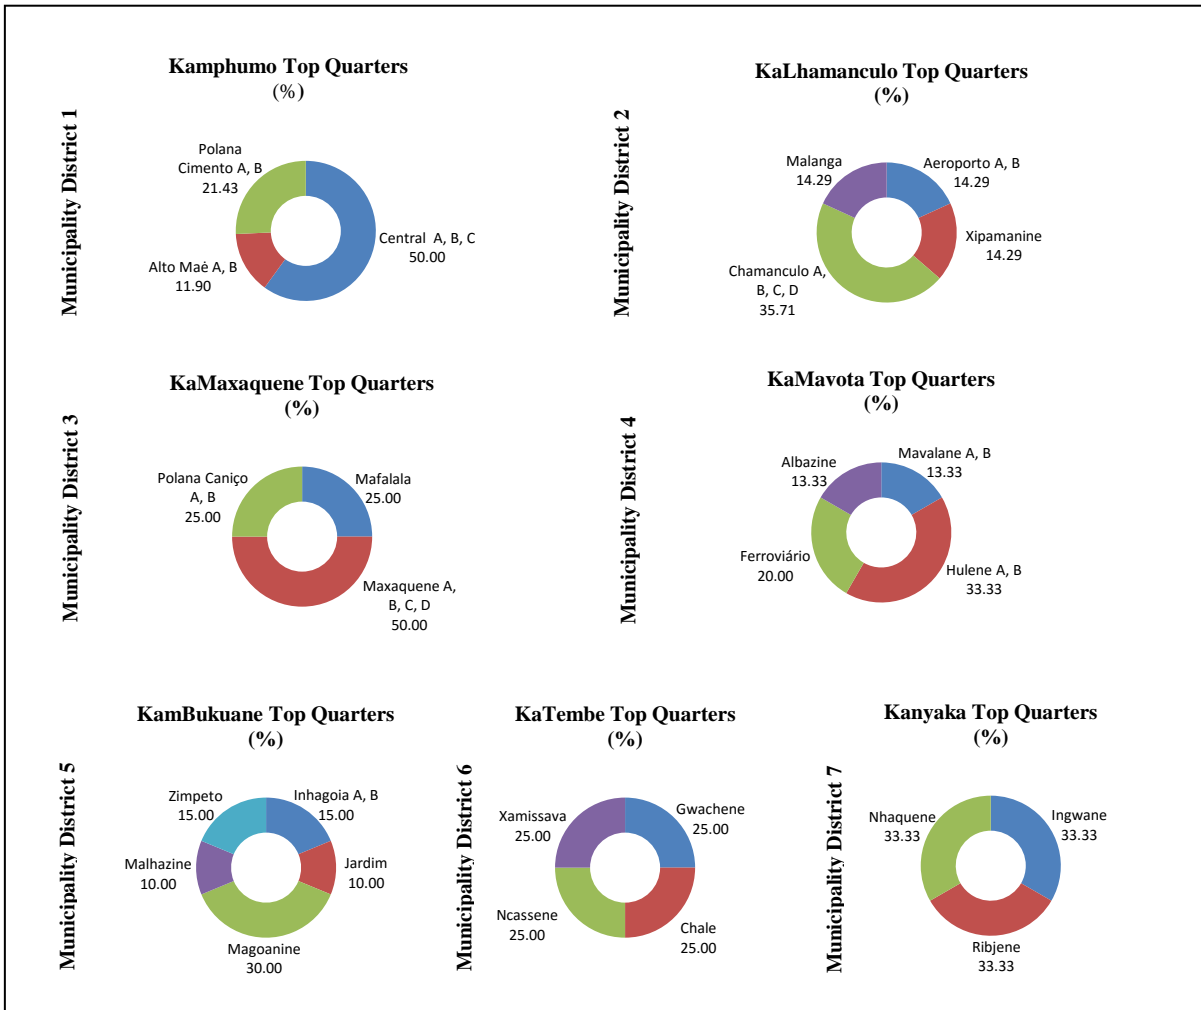 Kamphumo Top Quarters
(%)
Municipality District 1
Polana
Cimento A, B
21.43
Central A, B, C
50.00
Alto Maė A, B
11.90
KaLhamanculo Top Quarters
(%)
Municipality District 2
Malanga
14.29
Aeroporto A, B
14.29
Xipamanine
14.29
Chamanculo A,
B, C, D
35.71
KaMaxaquene Top Quarters
(%)
Municipality District 3
Polana Caniço
A, B
25.00
Mafalala
25.00
Maxaquene A,
B, C, D
50.00
KaMavota Top Quarters
(%)
Municipality District 4
Albazine
13.33
Mavalane A, B
13.33
Ferroviário
20.00
Hulene A, B
33.33
KamBukuane Top Quarters
(%)
Municipality District 5
Zimpeto
15.00
Inhagoia A, B
15.00
Malhazine
10.00
Jardim
10.00
Magoanine
30.00
KaTembe Top Quarters
(%)
Municipality District 6
Xamissava
25.00
Gwachene
25.00
Ncassene
25.00
Chale
25.00
Kanyaka Top Quarters
(%)
Municipality District 7
Nhaquene
33.33
Ingwane
33.33
Ribjene
33.33